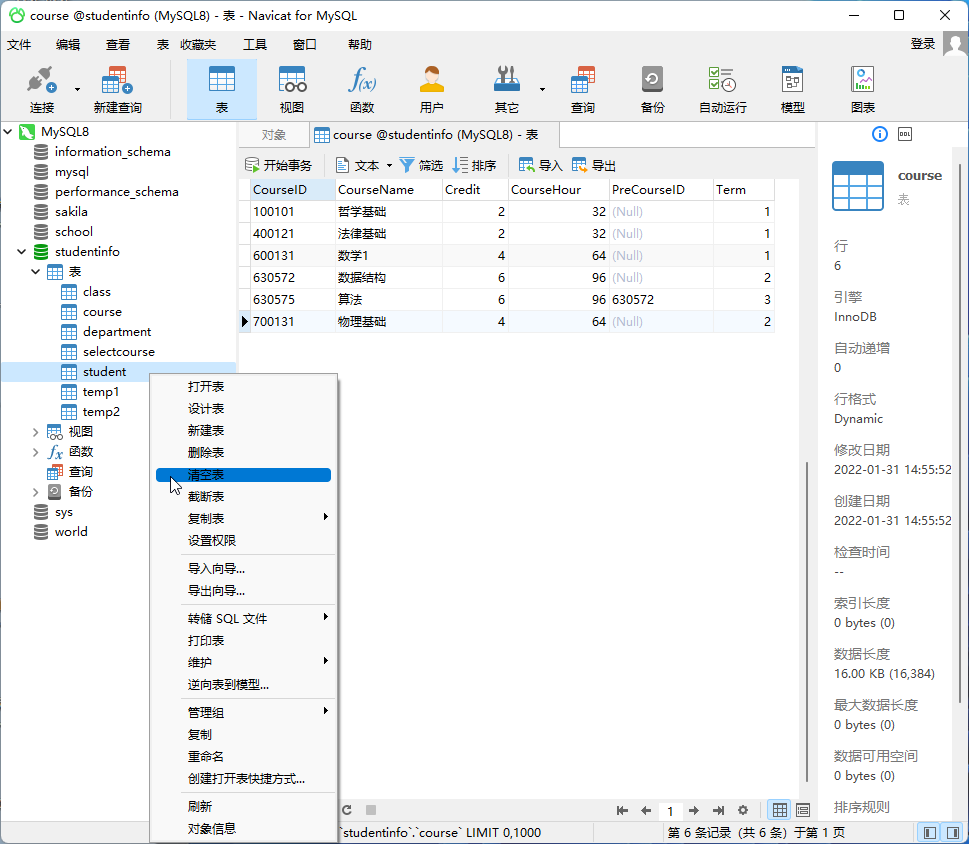 course @studentinfo (MySQL8) - 表 - Navicat for MySQL
文件 编辑 查看 表 收藏夹 工具 窗口 帮助 登录
连接 新建查询 表 视图 函数 用户 其它 查询 备份 自动运行 模型 图表
MySQL8
information_schema
mysql
performance_schema
sakila
school
studentinfo
表
class
course
department
selectcourse
student
temp1
temp2
视图
函数
查询
备份
sys
world
对象 course @studentinfo (MySQL8) - 表
开始事务 文本 筛选 排序 导入 导出
CourseID CourseName Credit CourseHour PreCourseID Term
100101 哲学基础 2 32 (Null) 1
400121 法律基础 2 32 (Null) 1
600131 数学1 4 64 (Null) 1
630572 数据结构 6 96 (Null) 2
630575 算法 6 96 630572 3
700131 物理基础 4 64 (Null) 2
打开表
设计表
新建表
删除表
清空表
截断表
复制表
设置权限
导入向导...
导出向导...
转储 SQL 文件
打印表
维护
逆向表到模型...
管理组
复制
重命名
创建打开表快捷方式...
刷新
对象信息
1
`studentinfo`.`course` LIMIT 0,1000
第 6 条记录（共 6 条）于第 1 页
DDL
course
表
行
6
引擎
InnoDB
自动递增
0
行格式
Dynamic
修改日期
2022-01-31 14:55:52
创建日期
2022-01-31 14:55:52
检查时间
--
索引长度
0 bytes (0)
数据长度
16.00 KB (16,384)
最大数据长度
0 bytes (0)
数据可用空间
0 bytes (0)
排序规则